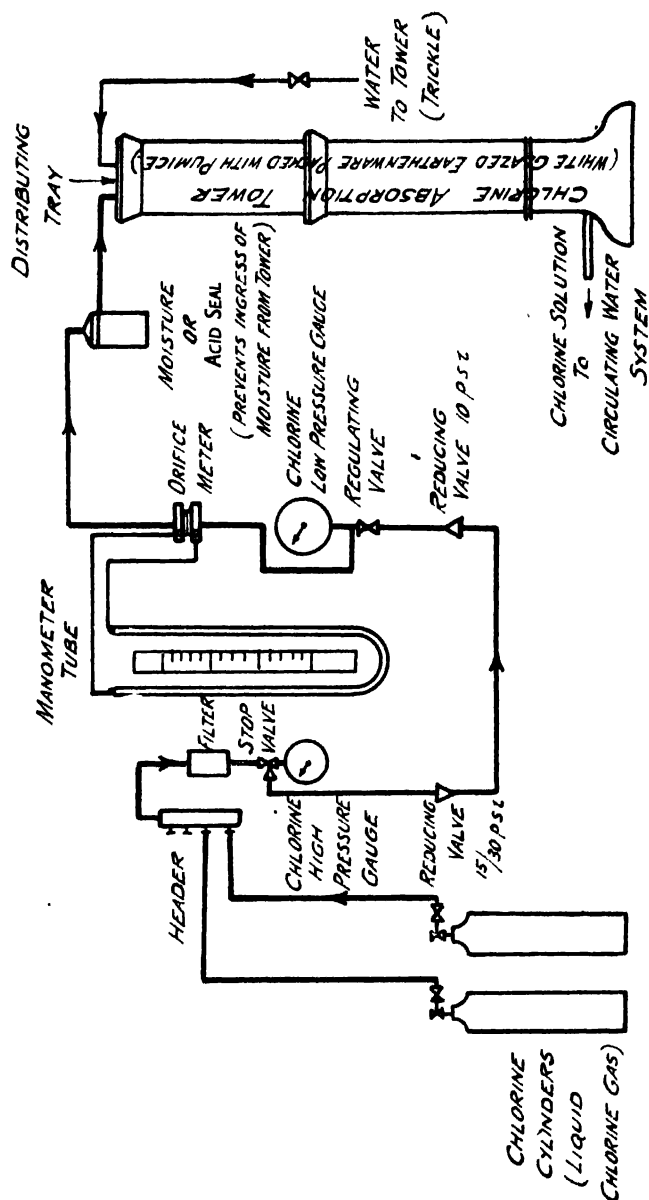 CHLORINE
CYLINDERS
(LIQUID
CHLORINE GAS)
HEADER
FILTER
STOP
VALVE
CHLORINE
HIGH
PRESSURE
GAUGE
REDUCING
VALVE
15/30 PSI
MANOMETER
TUBE
ORIFICE
METER
CHLORINE
LOW PRESSURE GAUGE
REGULATING
VALVE
REDUCING
VALVE 10 PSI
MOISTURE
OR
ACID SEAL
(PREVENTS INGRESS OF
MOISTURE FROM TOWER)
DISTRIBUTING
TRAY
CHLORINE ABSORPTION TOWER
(WHITE GLAZED EARTHENWARE PACKED WITH PUMICE)
WATER
TO TOWER
(TRICKLE)
CHLORINE SOLUTION
TO
CIRCULATING WATER
SYSTEM